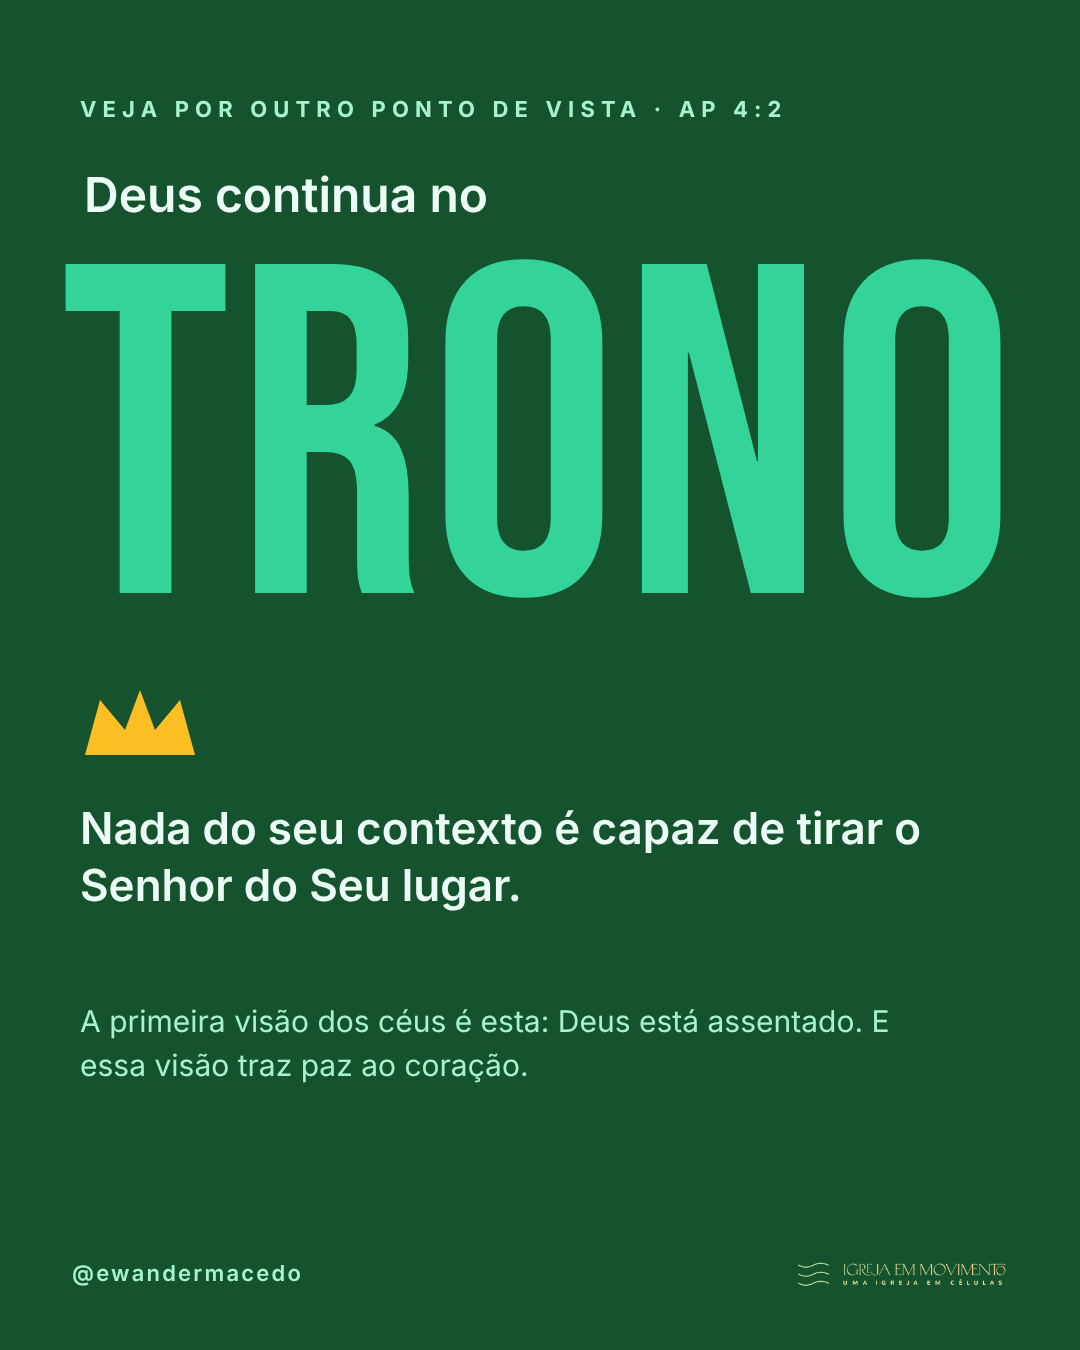 VEJA POR OUTRO PONTO DE VISTA · AP 4:2
Deus continua no
TRONO
Nada do seu contexto é capaz de tirar o
Senhor do Seu lugar.
A primeira visão dos céus é esta: Deus está assentado. E
essa visão traz paz ao coração.
@ewandermacedo
IGREJA EM MOVIMENTO
UMA IGREJA EM CÉLULAS